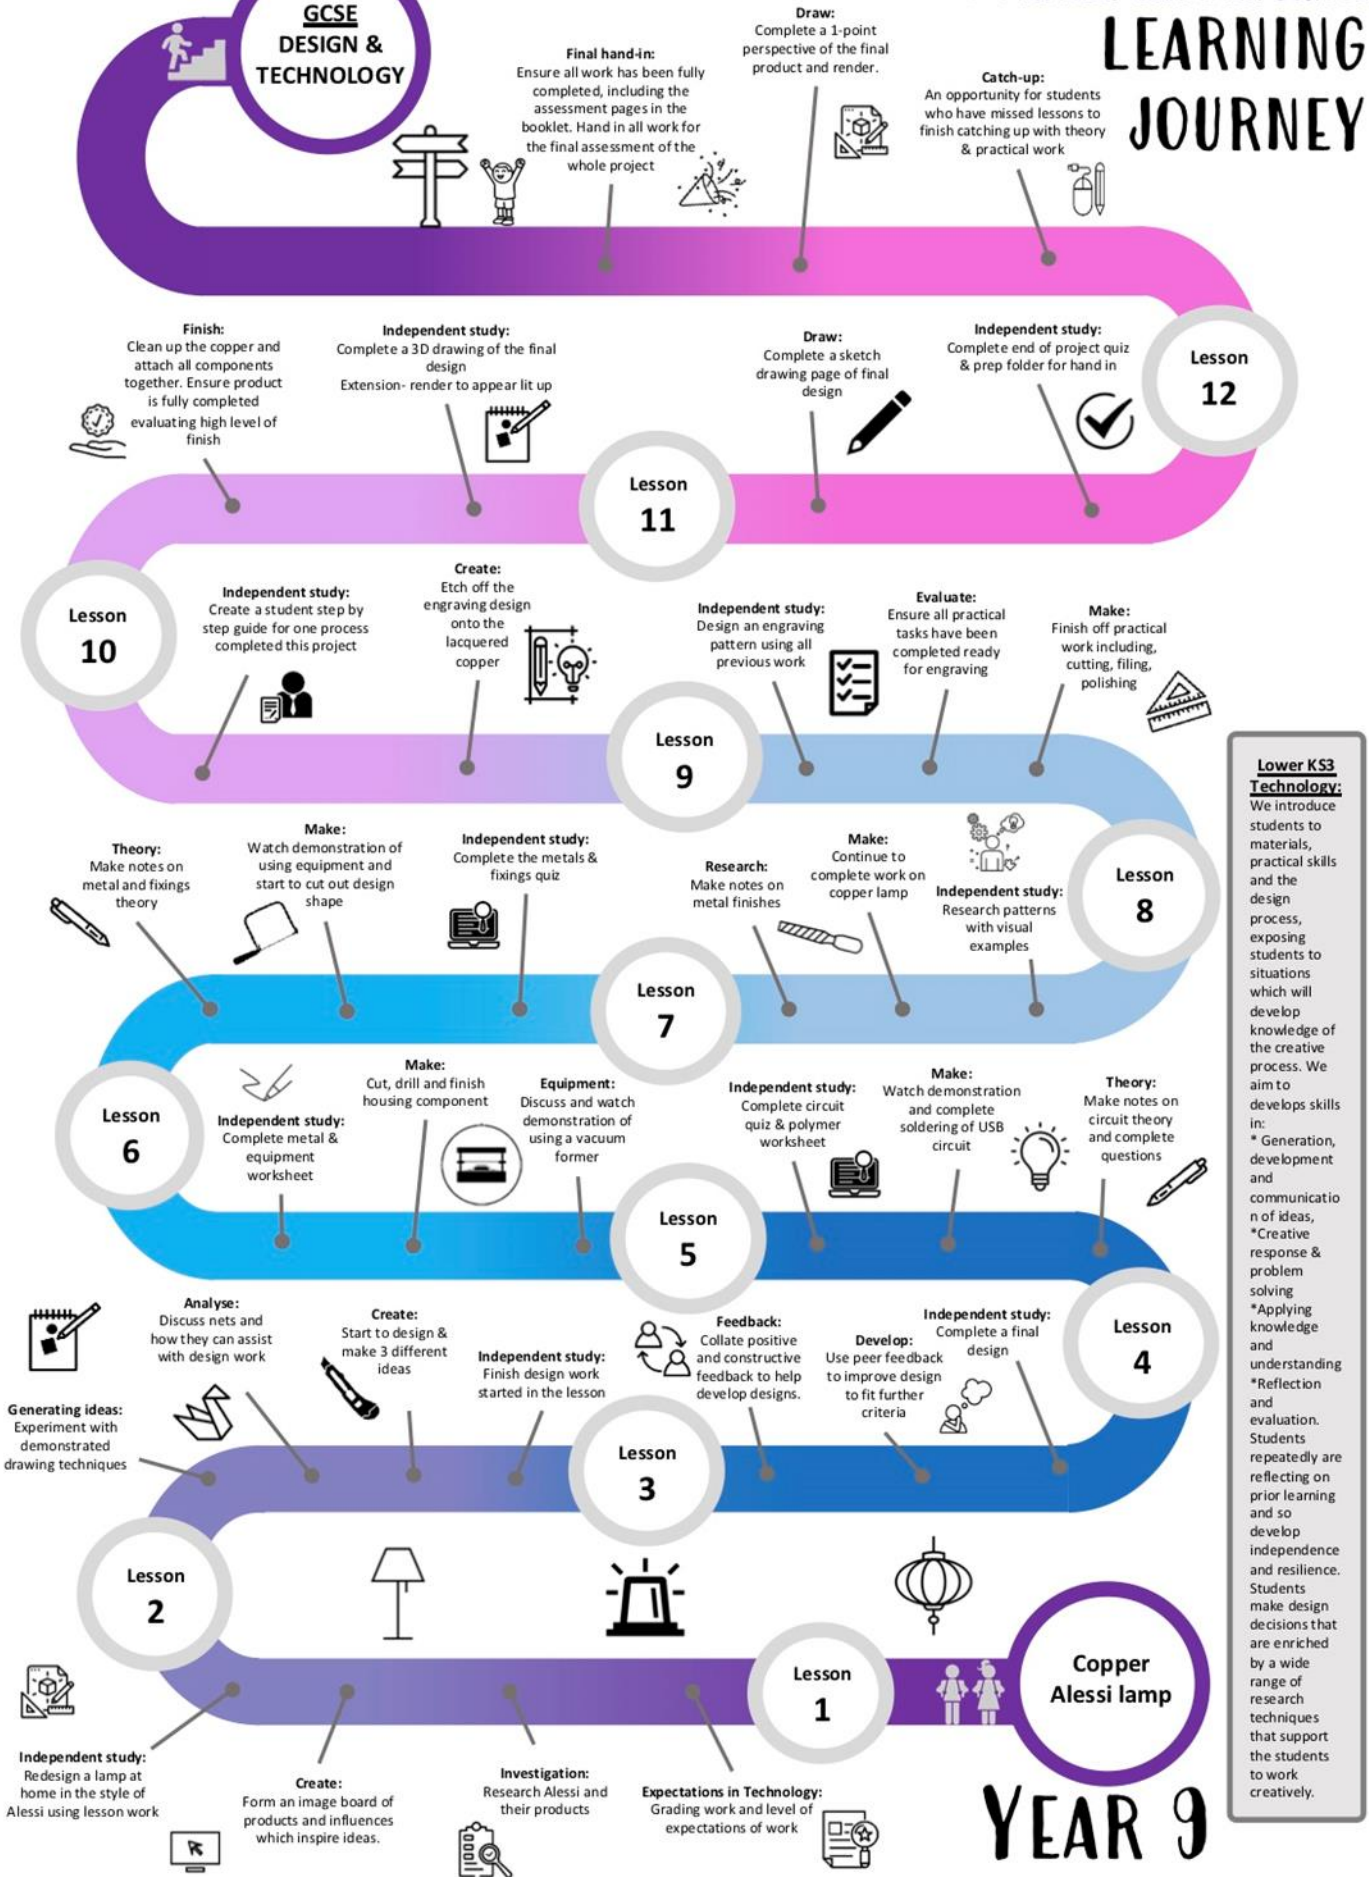 GCSE
DESIGN &
TECHNOLOGY
LEARNING
JOURNEY
Final hand-in:
Ensure all work has been fully
completed, including the
assessment pages in the
booklet. Hand in all work for
the final assessment of the
whole project
Draw:
Complete a 1-point
perspective of the final
product and render.
Catch-up:
An opportunity for students
who have missed lessons to
finish catching up with theory
& practical work
Finish:
Clean up the copper and
attach all components
together. Ensure product
is fully completed
evaluating high level of
finish
Independent study:
Complete a 3D drawing of the final
design
Extension- render to appear lit up
Draw:
Complete a sketch
drawing page of final
design
Independent study:
Complete end of project quiz
& prep folder for hand in
Lesson
12
Lesson
11
Lesson
10
Independent study:
Create a student step by
step guide for one process
completed this project
Create:
Etch off the
engraving design
onto the
lacquered
copper
Independent study:
Design an engraving
pattern using all
previous work
Evaluate:
Ensure all practical
tasks have been
completed ready
for engraving
Make:
Finish off practical
work including,
cutting, filing,
polishing
Lesson
9
Theory:
Make notes on
metal and fixings
theory
Make:
Watch demonstration of
using equipment and
start to cut out design
shape
Independent study:
Complete the metals &
fixings quiz
Research:
Make notes on
metal finishes
Make:
Continue to
complete work on
copper lamp
Independent study:
Research patterns
with visual
examples
Lesson
8
Lesson
7
Lesson
6
Independent study:
Complete metal &
equipment
worksheet
Make:
Cut, drill and finish
housing component
Equipment:
Discuss and watch
demonstration of
using a vacuum
former
Independent study:
Complete circuit
quiz & polymer
worksheet
Make:
Watch demonstration
and complete
soldering of USB
circuit
Theory:
Make notes on
circuit theory
and complete
questions
Lesson
5
Generating ideas:
Experiment with
demonstrated
drawing techniques
Analyse:
Discuss nets and
how they can assist
with design work
Create:
Start to design &
make 3 different
ideas
Independent study:
Finish design work
started in the lesson
Feedback:
Collate positive
and constructive
feedback to help
develop designs.
Develop:
Use peer feedback
to improve design
to fit further
criteria
Independent study:
Complete a final
design
Lesson
4
Lesson
3
Lesson
2
Lesson
1
Copper
Alessi lamp
Independent study:
Redesign a lamp at
home in the style of
Alessi using lesson work
Create:
Form an image board of
products and influences
which inspire ideas.
Investigation:
Research Alessi and
their products
Expectations in Technology:
Grading work and level of
expectations of work
YEAR 9
Lower KS3
Technology:
We introduce
students to
materials,
practical skills
and the
design
process,
exposing
students to
situations
which will
develop
knowledge of
the creative
process. We
aim to
develops skills
in:
* Generation,
development
and
communicatio
n of ideas,
*Creative
response &
problem
solving
*Applying
knowledge
and
understanding
*Reflection
and
evaluation.
Students
repeatedly are
reflecting on
prior learning
and so
develop
independence
and resilience.
Students
make design
decisions that
are enriched
by a wide
range of
research
techniques
that support
the students
to work
creatively.